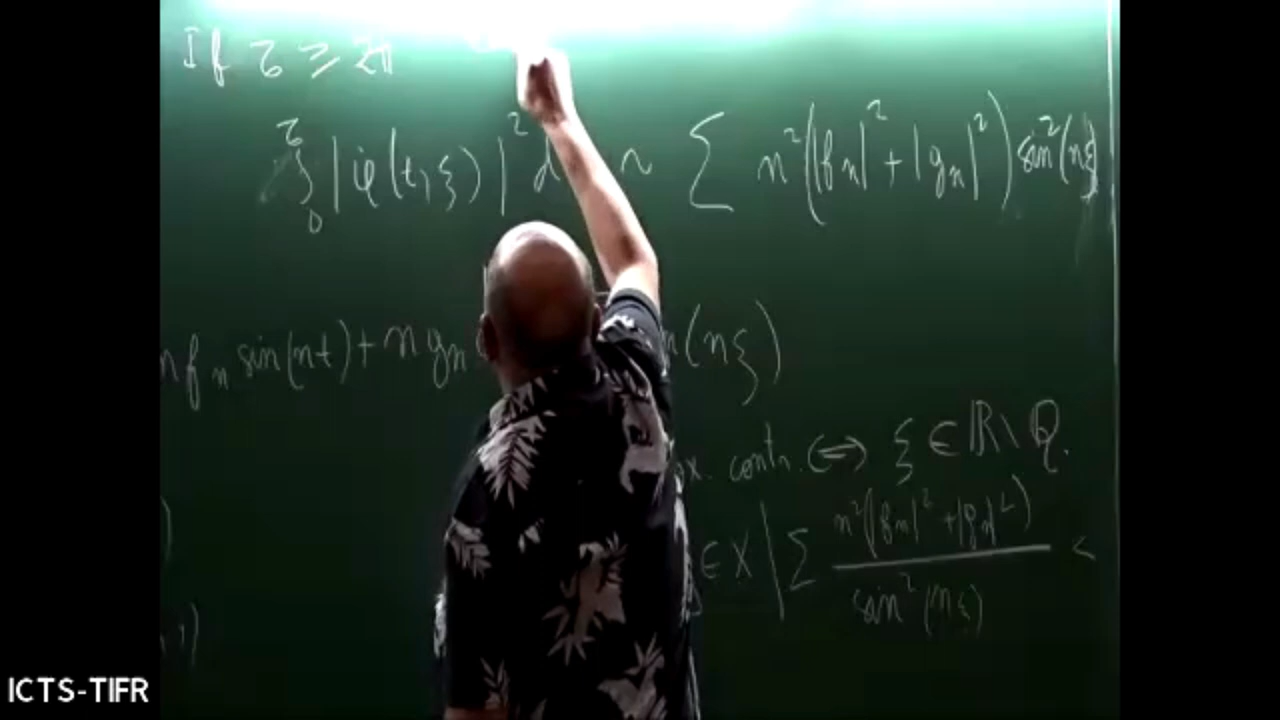 If τ ≥ 2π
∫₀^τ |φ̇(t,ξ)|² d ~ Σ n²(|fₙ|² + |gₙ|²) sin²(nξ)
n fₙ sin(nt) + n gₙ (nξ)
contr. ⟺ ξ ∈ ℝ\ℚ.
∈ X | Σ n²(|fₙ|² + |gₙ|²) / sin²(nξ) <
ICTS-TIFR